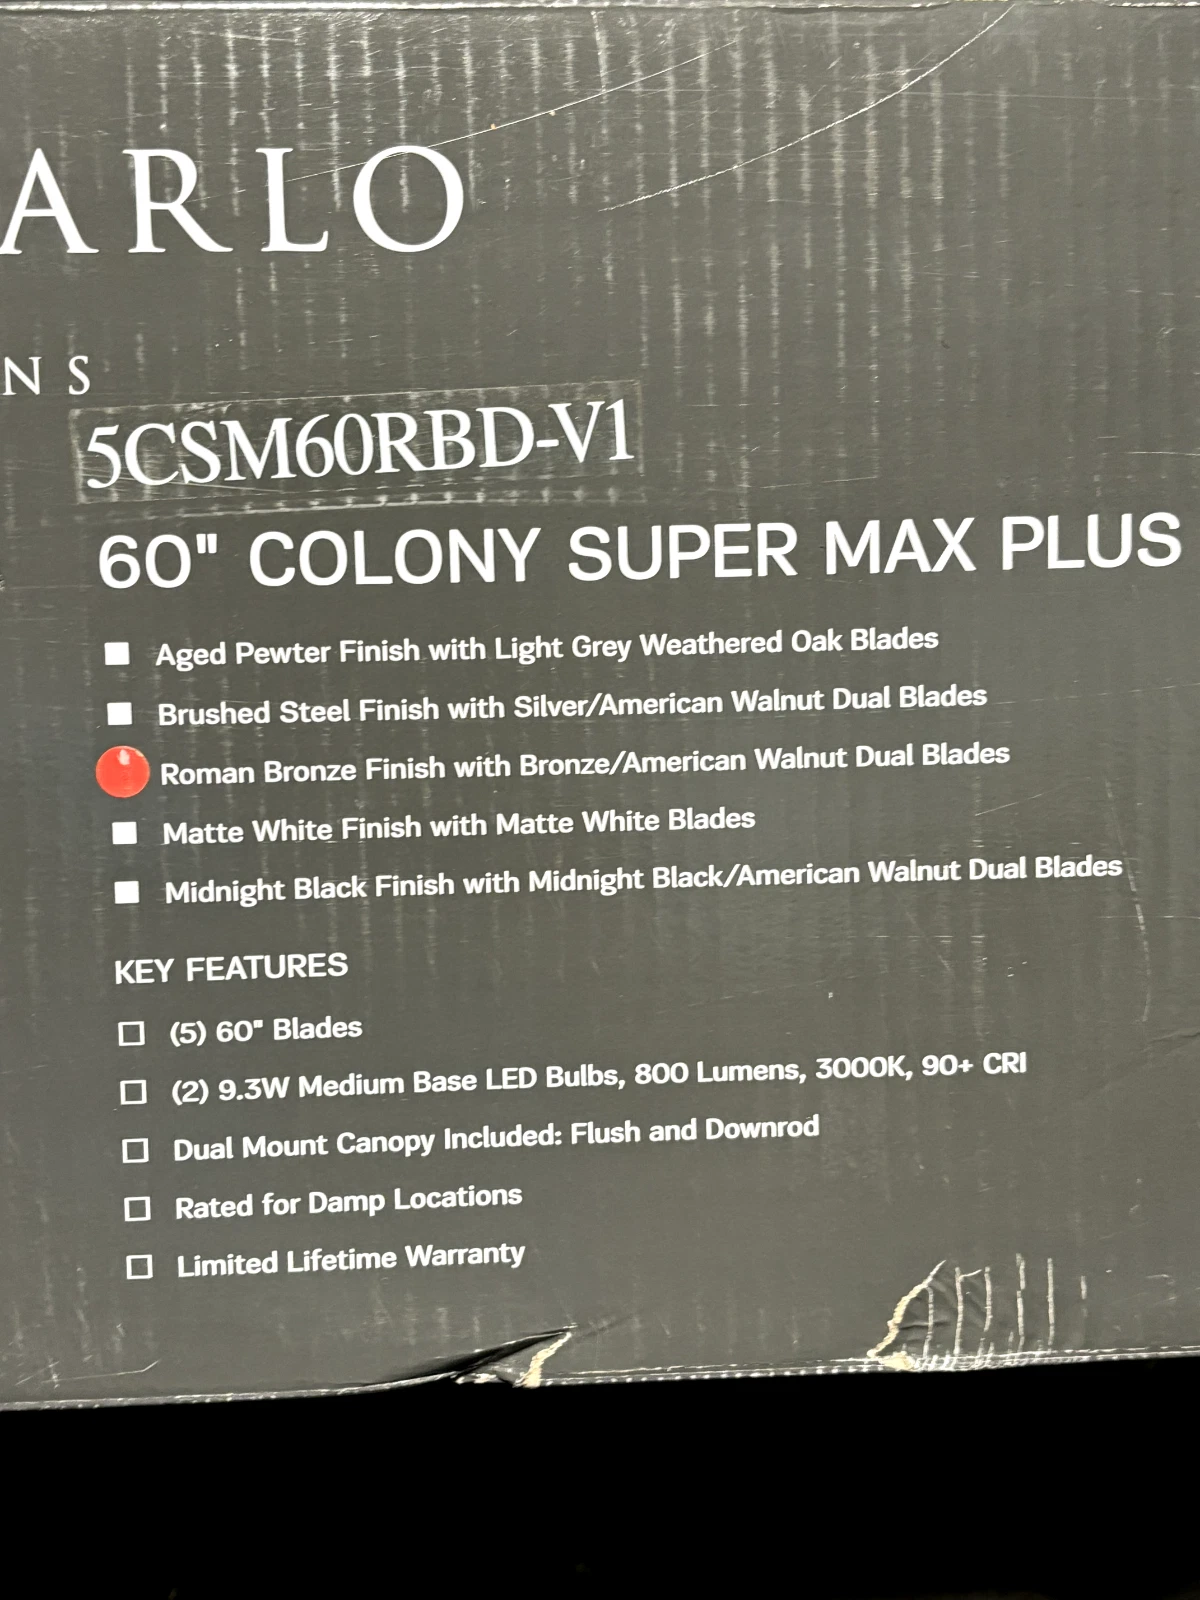 ARLO
NS
5CSM60RBD-V1
60" COLONY SUPER MAX PLUS
Aged Pewter Finish with Light Grey Weathered Oak Blades
Brushed Steel Finish with Silver/American Walnut Dual Blades
Roman Bronze Finish with Bronze/American Walnut Dual Blades
Matte White Finish with Matte White Blades
Midnight Black Finish with Midnight Black/American Walnut Dual Blades
KEY FEATURES
(5) 60" Blades
(2) 9.3W Medium Base LED Bulbs, 800 Lumens, 3000K, 90+ CRI
Dual Mount Canopy Included: Flush and Downrod
Rated for Damp Locations
Limited Lifetime Warranty